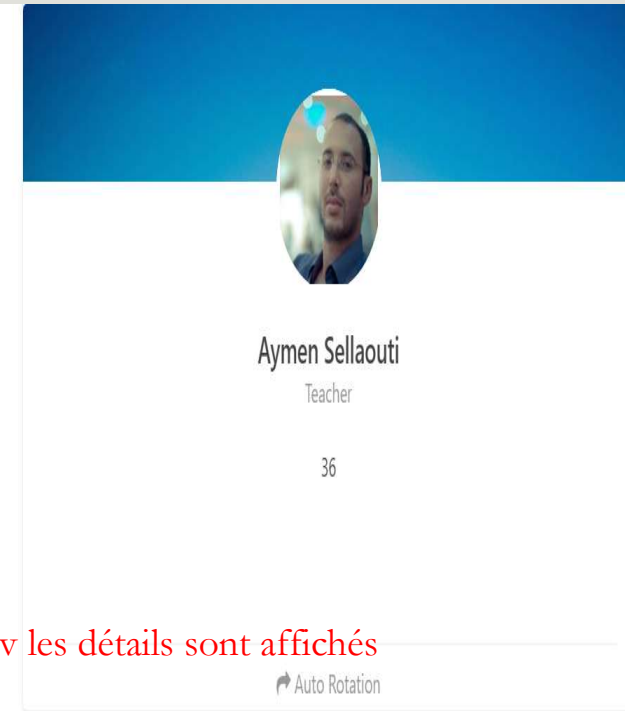 Aymen Sellaouti
Teacher
36
v les détails sont affichés
Auto Rotation